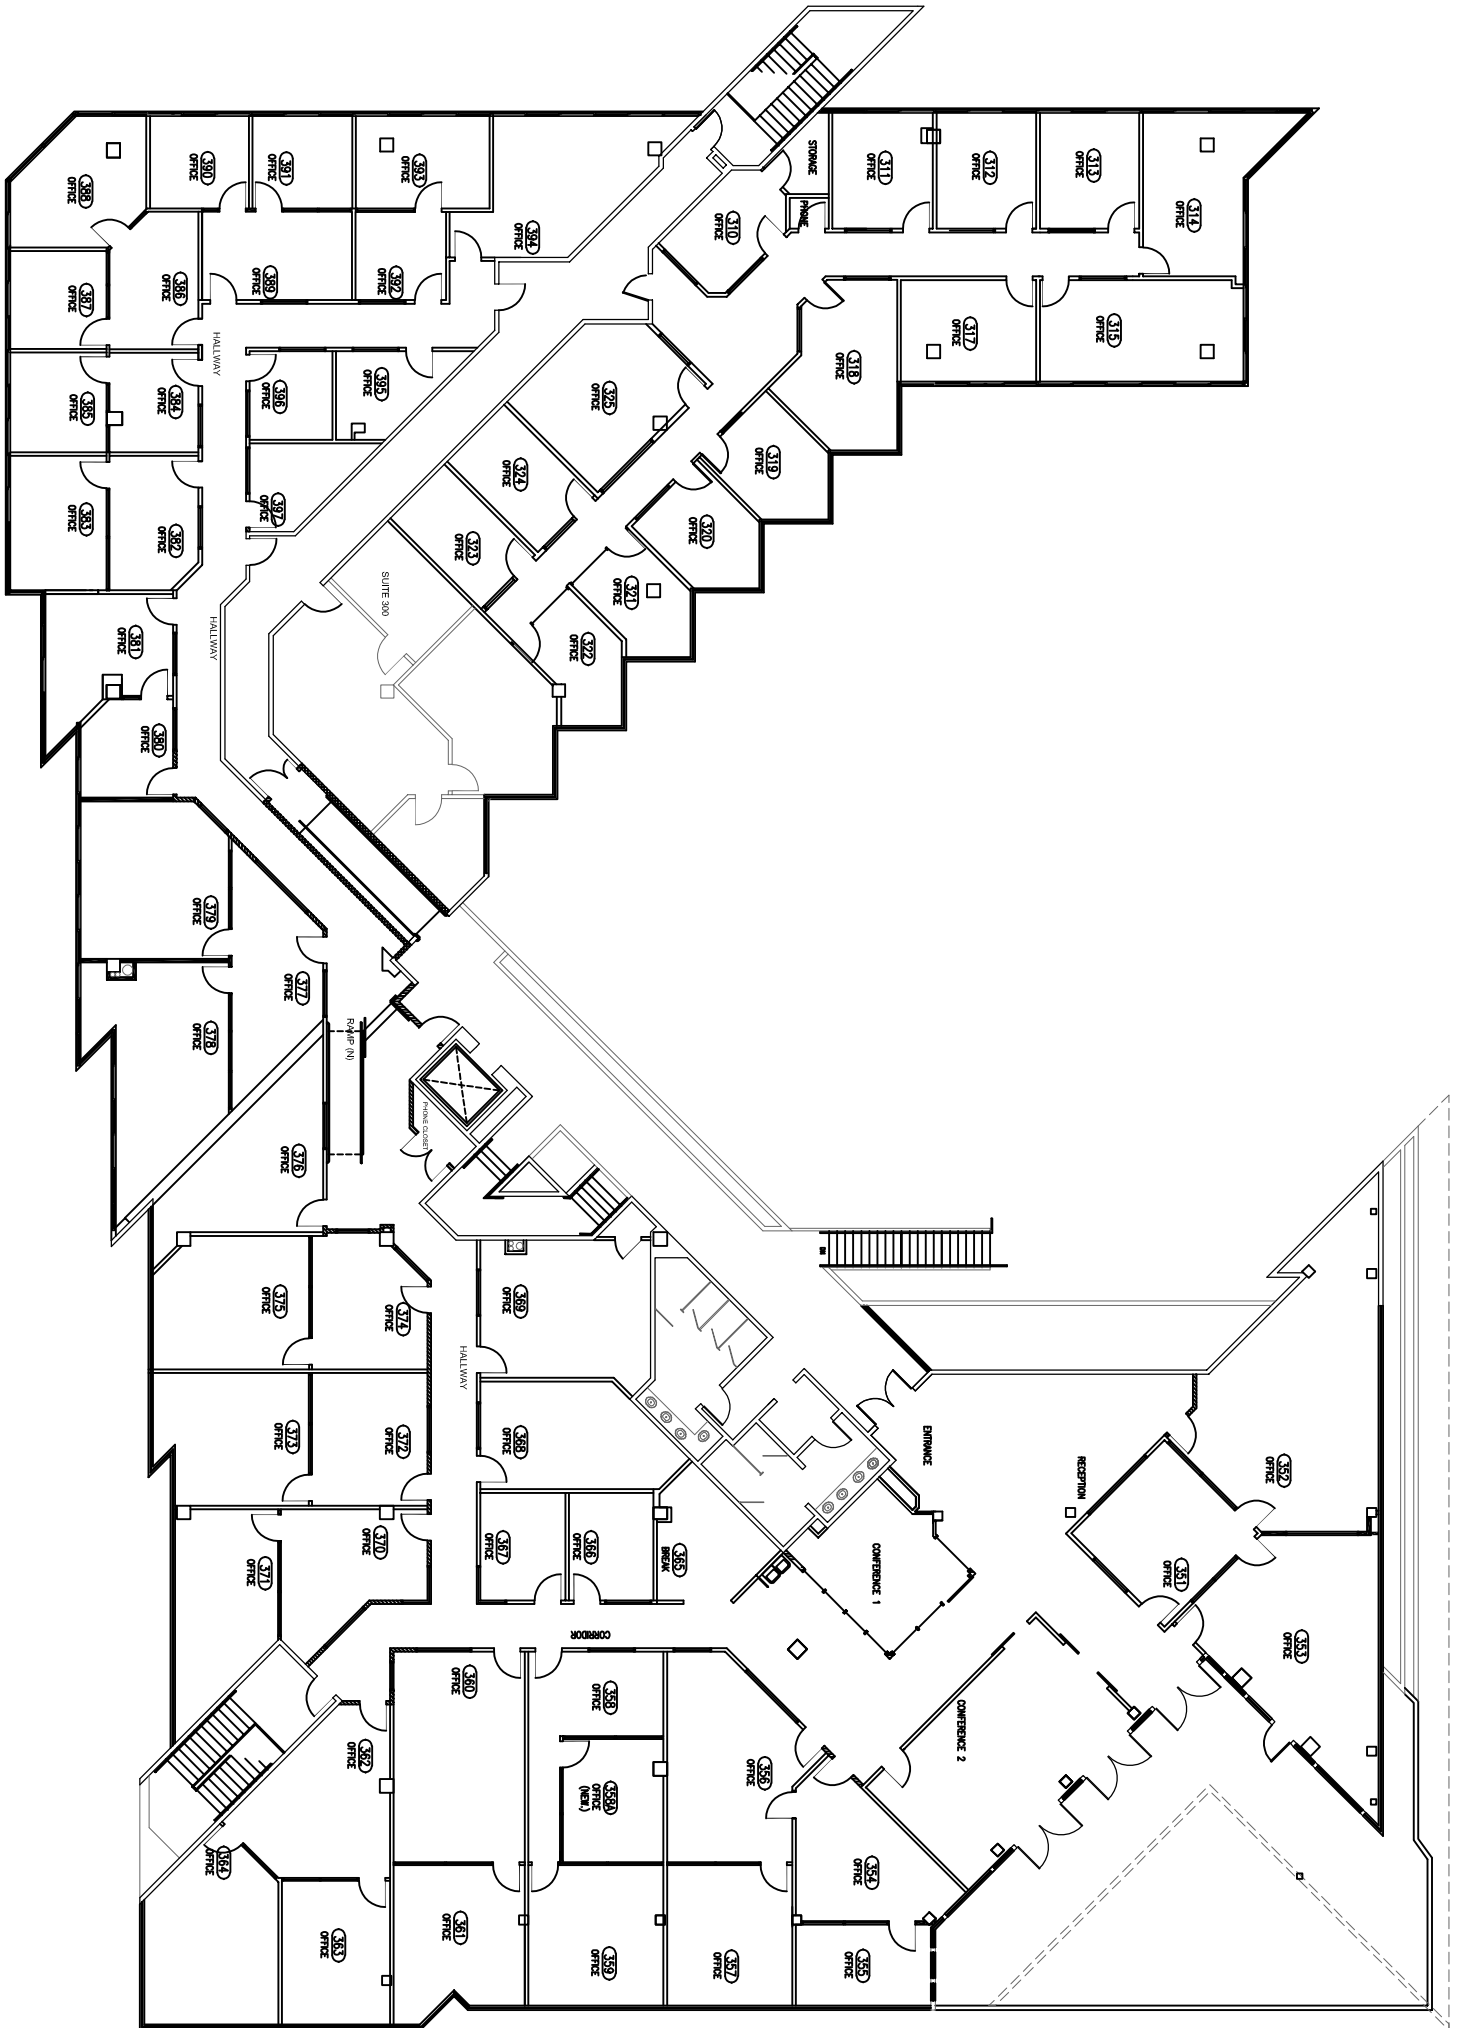 STORAGE
PHONE
310
OFFICE
311
OFFICE
312
OFFICE
313
OFFICE
314
OFFICE
315
OFFICE
317
OFFICE
318
OFFICE
319
OFFICE
320
OFFICE
321
OFFICE
322
OFFICE
323
OFFICE
324
OFFICE
325
OFFICE
SUITE 300
388
OFFICE
390
OFFICE
391
OFFICE
393
OFFICE
394
OFFICE
387
OFFICE
386
OFFICE
389
OFFICE
392
OFFICE
HALLWAY
385
OFFICE
384
OFFICE
396
OFFICE
395
OFFICE
383
OFFICE
382
OFFICE
397
OFFICE
HALLWAY
381
OFFICE
380
OFFICE
379
OFFICE
378
OFFICE
377
OFFICE
RAMP (N)
PHONE CLOSET
376
OFFICE
375
OFFICE
374
OFFICE
HALLWAY
369
OFFICE
373
OFFICE
372
OFFICE
368
OFFICE
371
OFFICE
370
OFFICE
367
OFFICE
366
OFFICE
365
BREAK
CORRIDOR
DN
ENTRANCE
RECEPTION
352
OFFICE
351
OFFICE
353
OFFICE
CONFERENCE 1
CONFERENCE 2
360
OFFICE
358
OFFICE
358A
OFFICE
(NEW.)
356
OFFICE
354
OFFICE
355
OFFICE
357
OFFICE
359
OFFICE
361
OFFICE
362
OFFICE
363
OFFICE
364
OFFICE